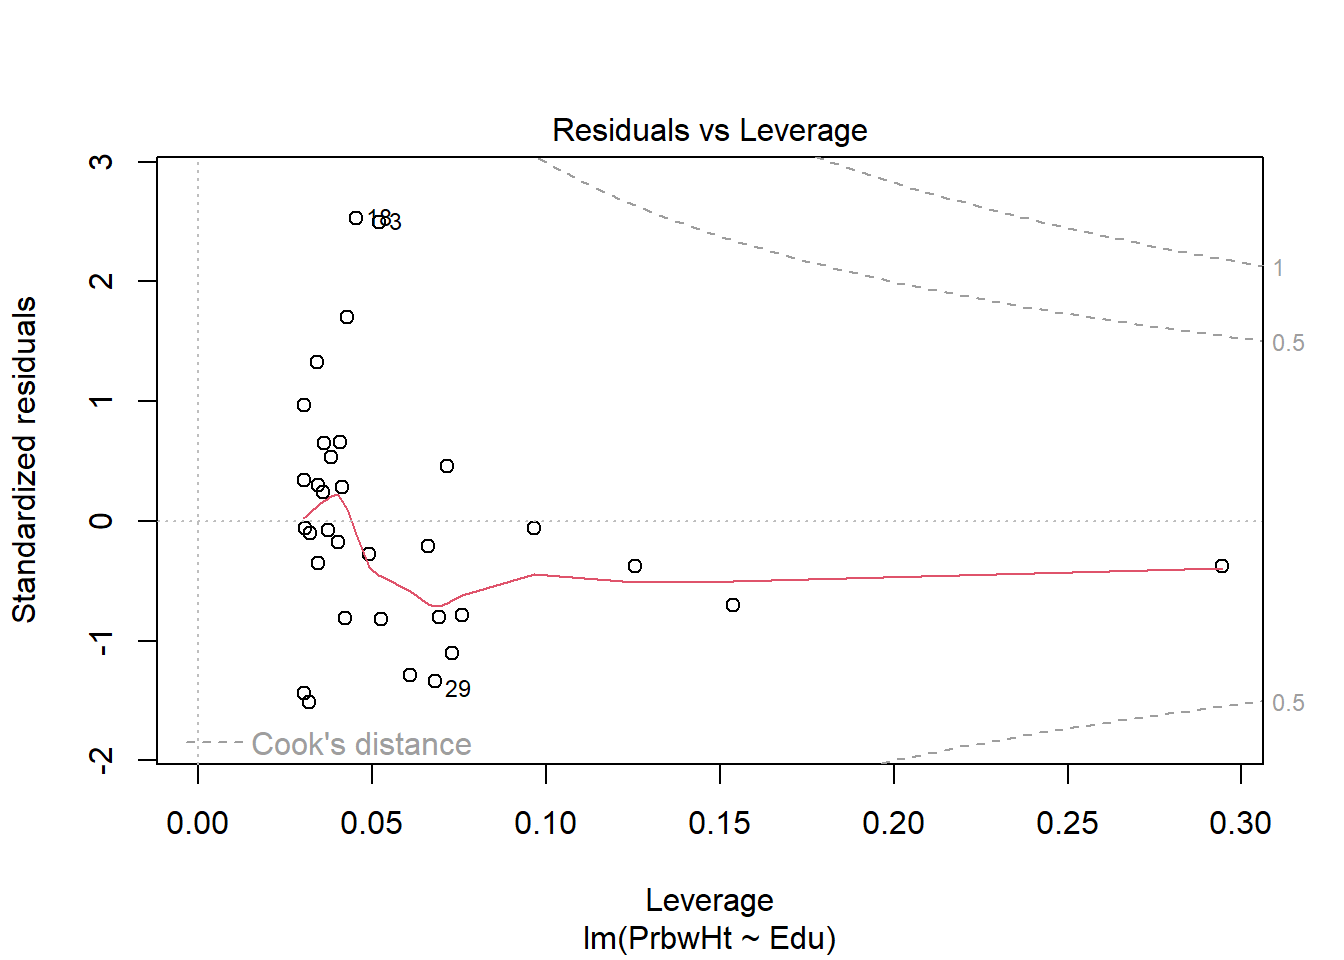 Residuals vs Leverage
Standardized residuals
3
2
1
0
-1
-2
18
3
29
1
0.5
0.5
Cook's distance
0.00 0.05 0.10 0.15 0.20 0.25 0.30
Leverage
lm(PrbwHt ~ Edu)